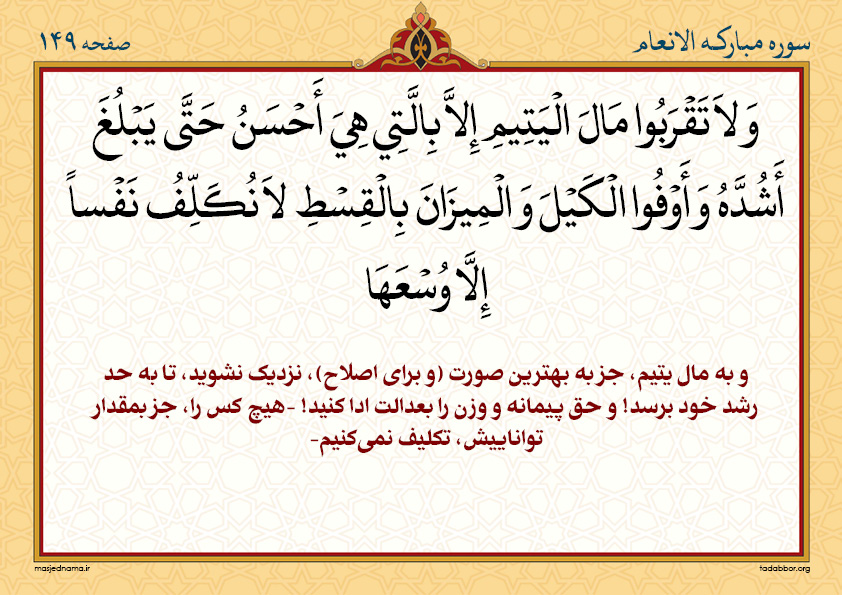 سوره مبارکه الانعام
صفحه ۱۴۹
وَلاَ تَقْرَبُوا مَالَ الْيَتِيمِ إِلاَّ بِالَّتِي هِيَ أَحْسَنُ حَتَّى يَبْلُغَ
أَشُدَّهُ وَ أَوْفُوا الْكَيْلَ وَ الْمِيزَانَ بِالْقِسْطِ لاَ نُكَلِّفُ نَفْساً
إِلَّا وُسْعَهَا
و به مال یتیم، جز به بهترین صورت (و برای اصلاح)، نزدیک نشوید، تا به حد
رشد خود برسد! و حق پیمانه و وزن را بعدالت ادا کنید! -هیچ کس را، جز بمقدار
تواناییش، تکلیف نمی‌کنیم-
masjednama.ir
tadabbor.org